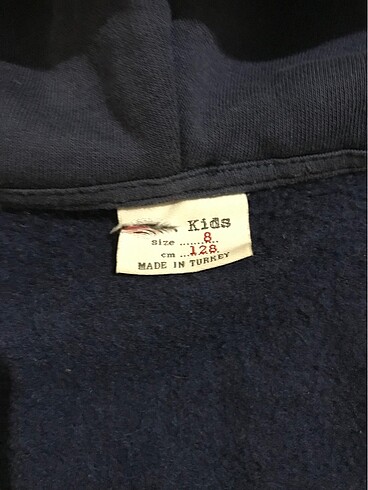 Kids
Size ........8...
cm ...128
MADE IN TURKEY